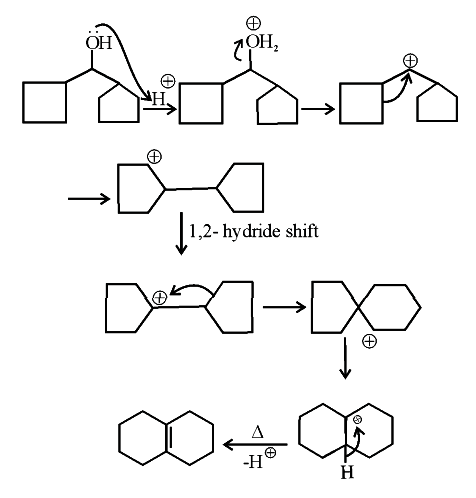 ⊕
ÖH OH₂
H⊕ ⊕
⊕
1,2- hydride shift
⊕
⊕
Δ ⊕
-H⊕
H